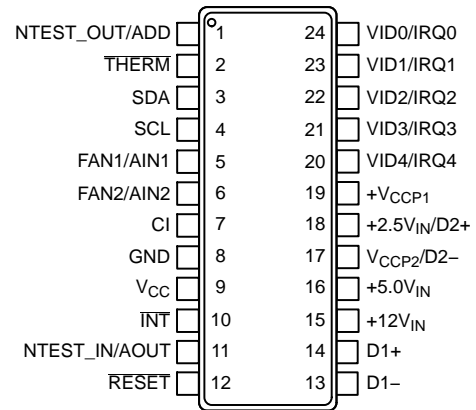 NTEST_OUT/ADD 1 24 VID0/IRQ0
THERM 2 23 VID1/IRQ1
SDA 3 22 VID2/IRQ2
SCL 4 21 VID3/IRQ3
FAN1/AIN1 5 20 VID4/IRQ4
FAN2/AIN2 6 19 +VCCP1
CI 7 18 +2.5VIN/D2+
GND 8 17 VCCP2/D2−
VCC 9 16 +5.0VIN
INT 10 15 +12VIN
NTEST_IN/AOUT 11 14 D1+
RESET 12 13 D1−